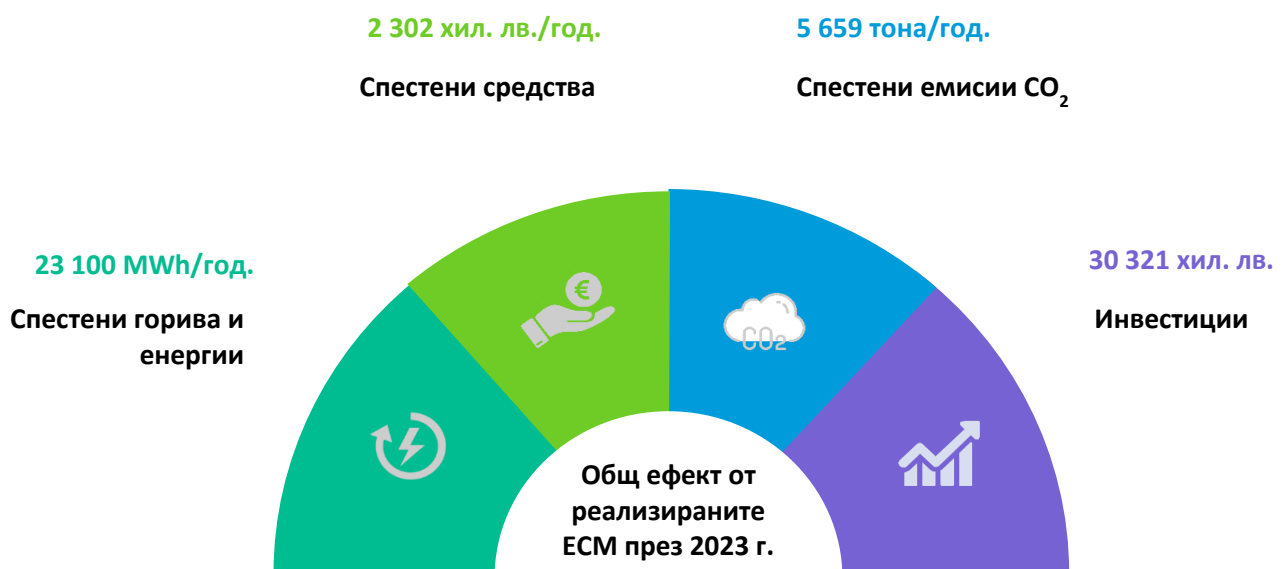 2 302 хил. лв./год.
Спестени средства
5 659 тона/год.
Спестени емисии CO₂
23 100 MWh/год.
Спестени горива и
енергии
30 321 хил. лв.
Инвестиции
€
CO₂
Общ ефект от
реализираните
ЕСМ през 2023 г.